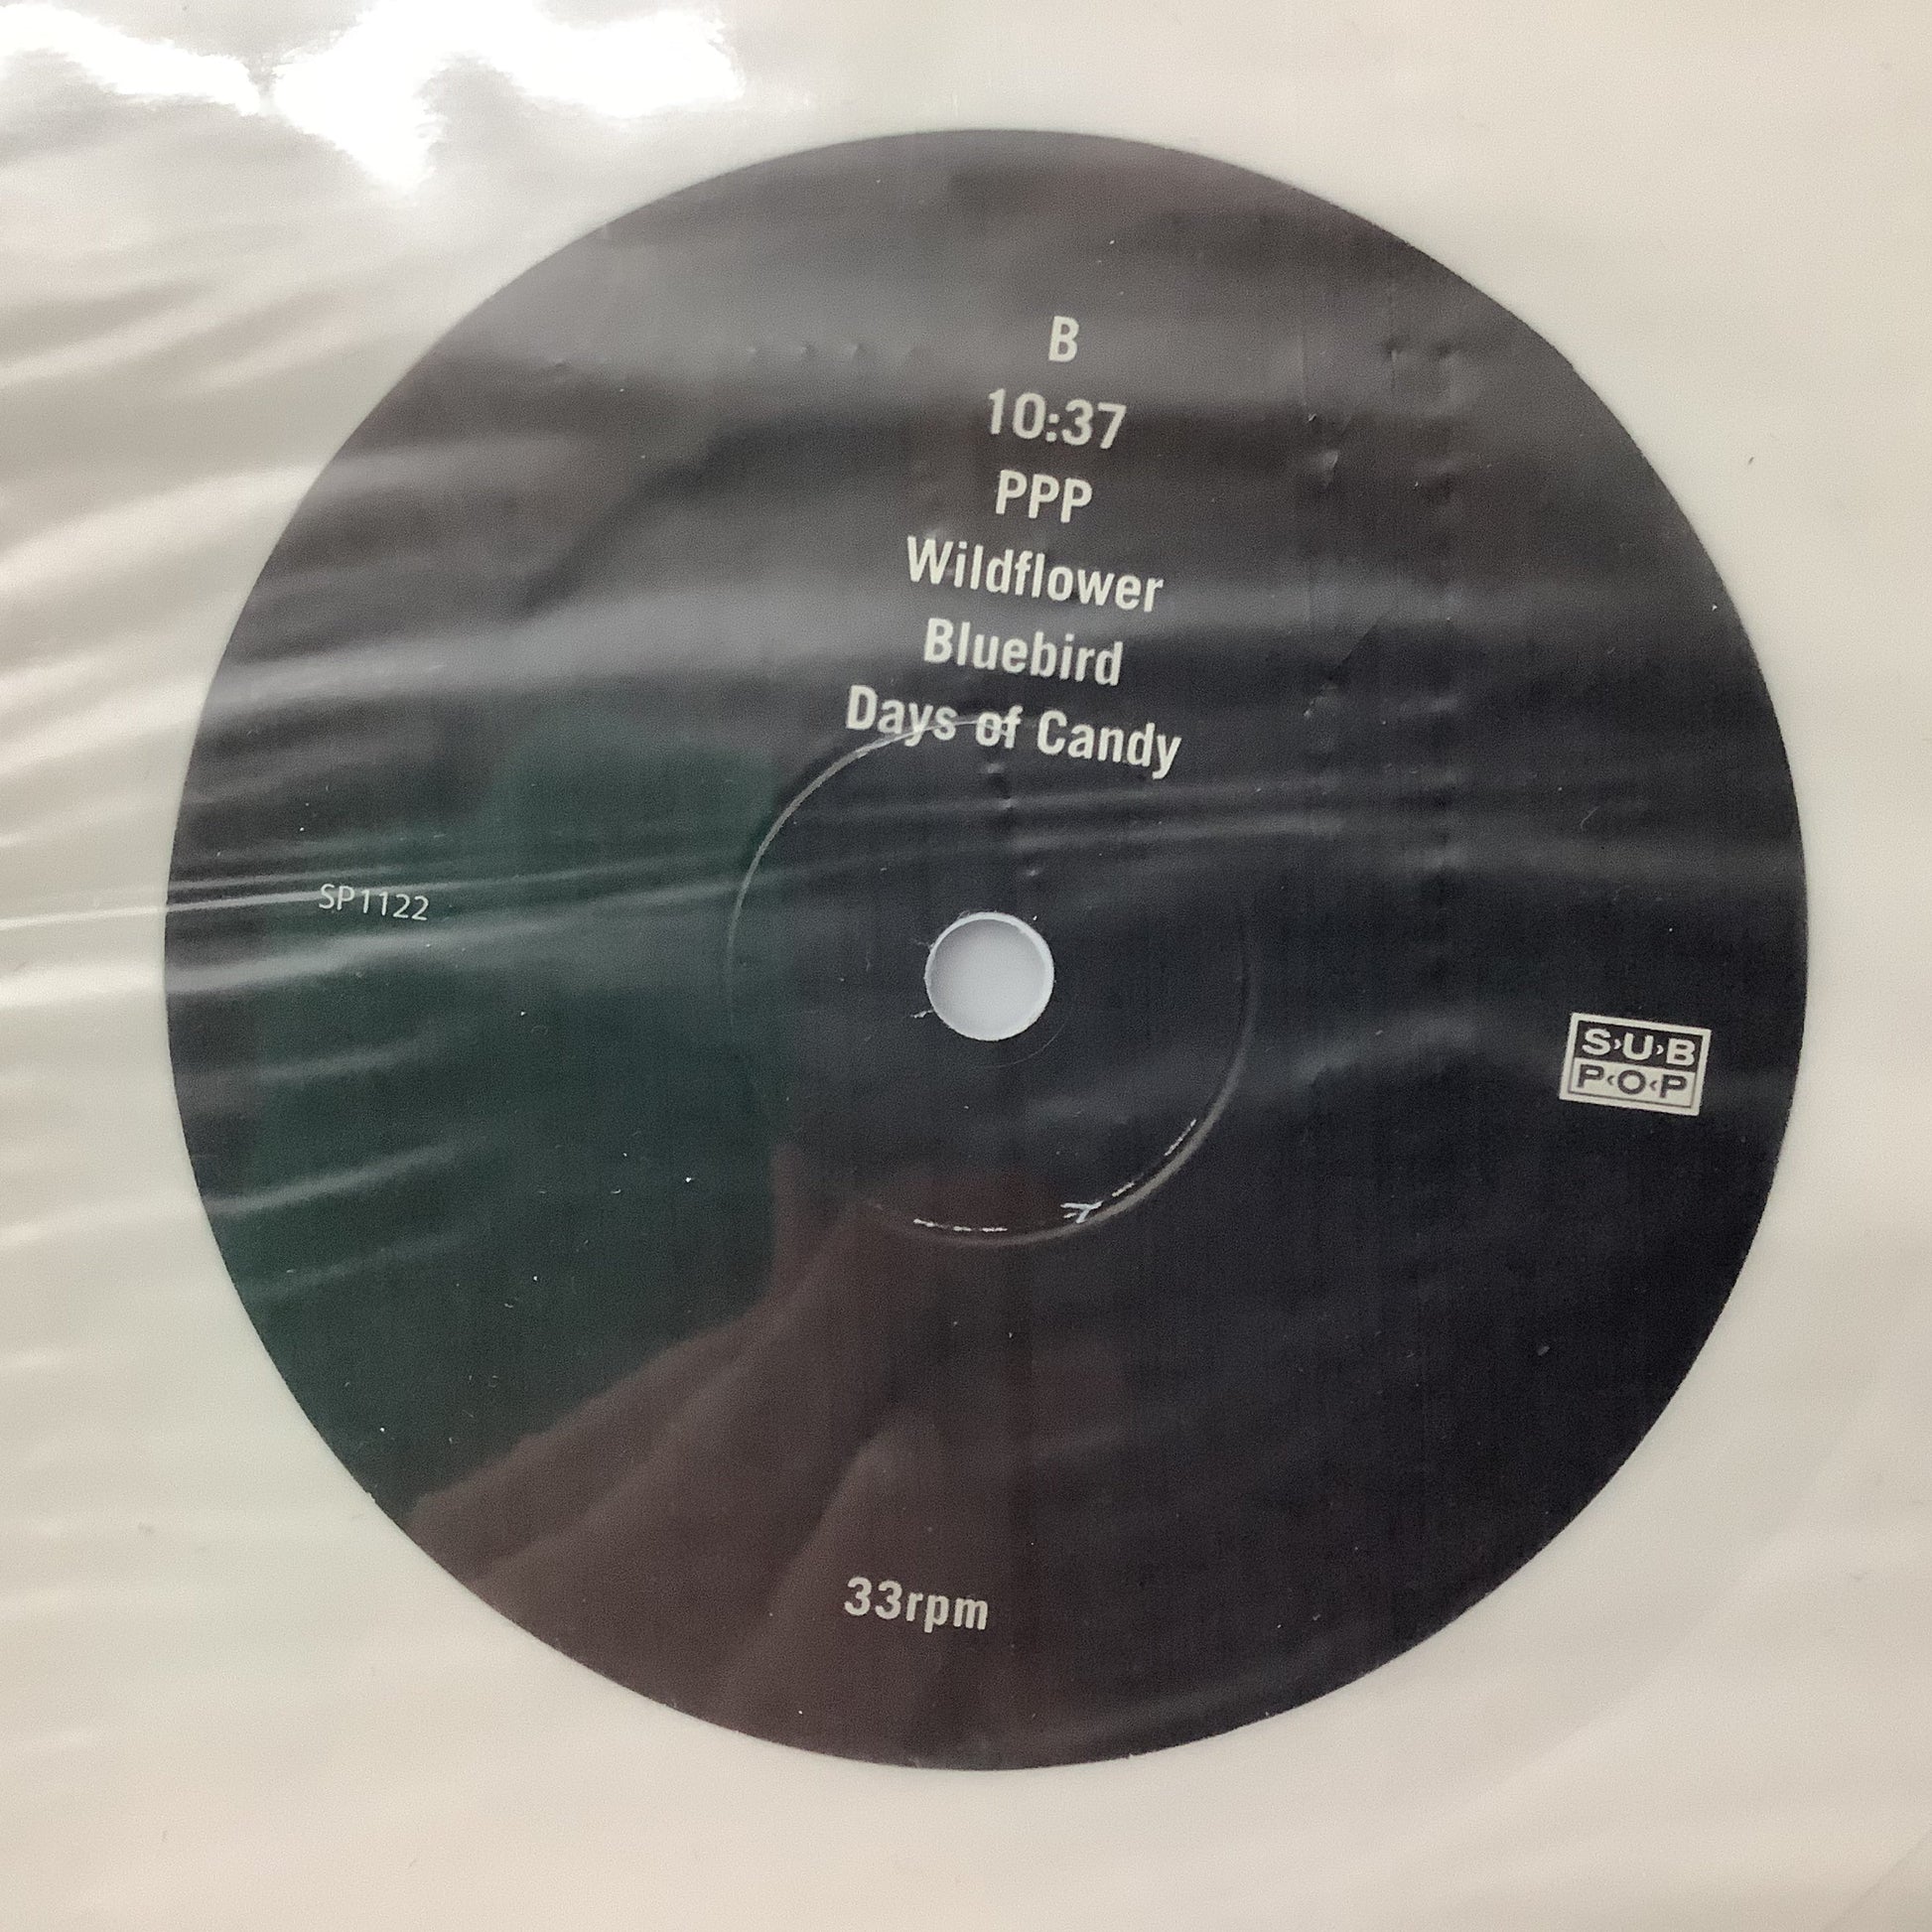 B
10:37
PPP
Wildflower
Bluebird
Days of Candy
SP1122
S›U›B
P‹O‹P
33rpm